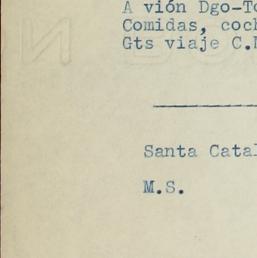 A vión Dgo-To
Comidas, coch
Gts viaje C.M
Santa Catal
M.S.